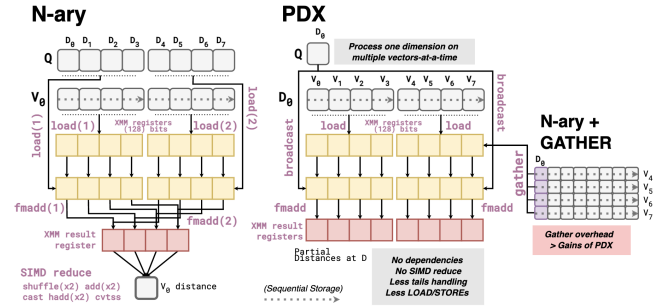 N-ary
D0 D1 D2 D3 D4 D5 D6 D7
Q
V0
load(1)
load(2)
load(1)
XMM registers
(128) bits
load(2)
fmadd(1)
fmadd(2)
XMM result
register
SIMD reduce
shuffle(x2) add(x2)
cast hadd(x2) cvtss
V0 distance
PDX
D0
Q
Process one dimension on
multiple vectors-at-a-time
V0 V1 V2 V3 V4 V5 V6 V7
D0
broadcast
broadcast
load
XMM registers
(128) bits
load
fmadd
fmadd
XMM result
registers
Partial
Distances at D
No dependencies
No SIMD reduce
Less tails handling
Less LOAD/STOREs
(Sequential Storage)
N-ary +
GATHER
D0
gather
V4
V5
V6
V7
Gather overhead
> Gains of PDX